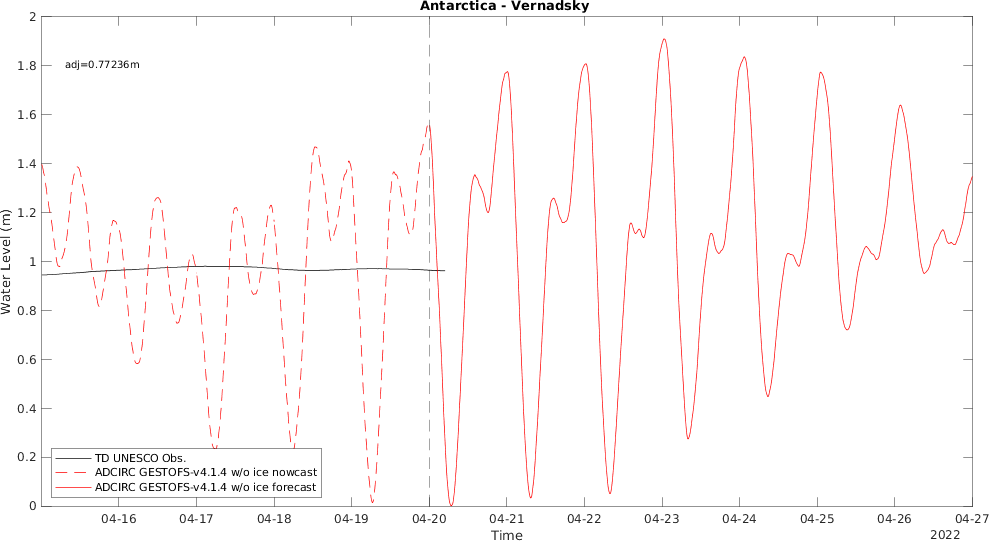 Antarctica - Vernadsky
2
1.8
1.6
1.4
1.2
1
0.8
0.6
0.4
0.2
0
Water Level (m)
adj=0.77236m
TD UNESCO Obs.
ADCIRC GESTOFS-v4.1.4 w/o ice nowcast
ADCIRC GESTOFS-v4.1.4 w/o ice forecast
04-16 04-17 04-18 04-19 04-20 04-21 04-22 04-23 04-24 04-25 04-26 04-27
Time
2022